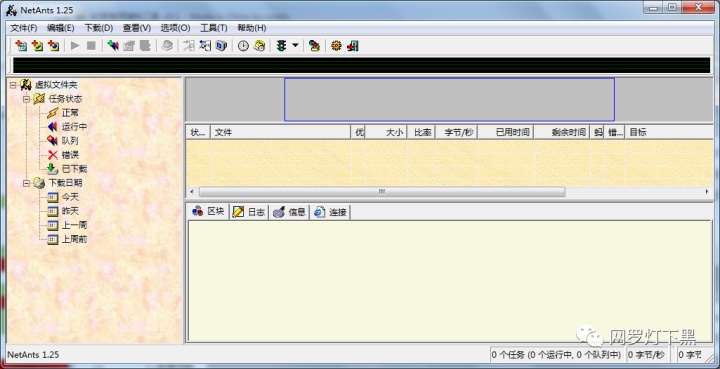 NetAnts 1.25
文件(F) 编辑(E) 下载(D) 查看(V) 选项(O) 工具(T) 帮助(H)
虚拟文件夹
任务状态
正常
运行中
队列
错误
已下载
下载日期
今天
昨天
上一周
上周前
状... 文件 优 大小 比率 字节/秒 已用时间 剩余时间 蚂 错... 目标
区块 日志 信息 连接
网罗灯下黑
NetAnts 1.25 0 个任务 (0 个运行中, 0 个队列中) 0 字节/秒 0 字节